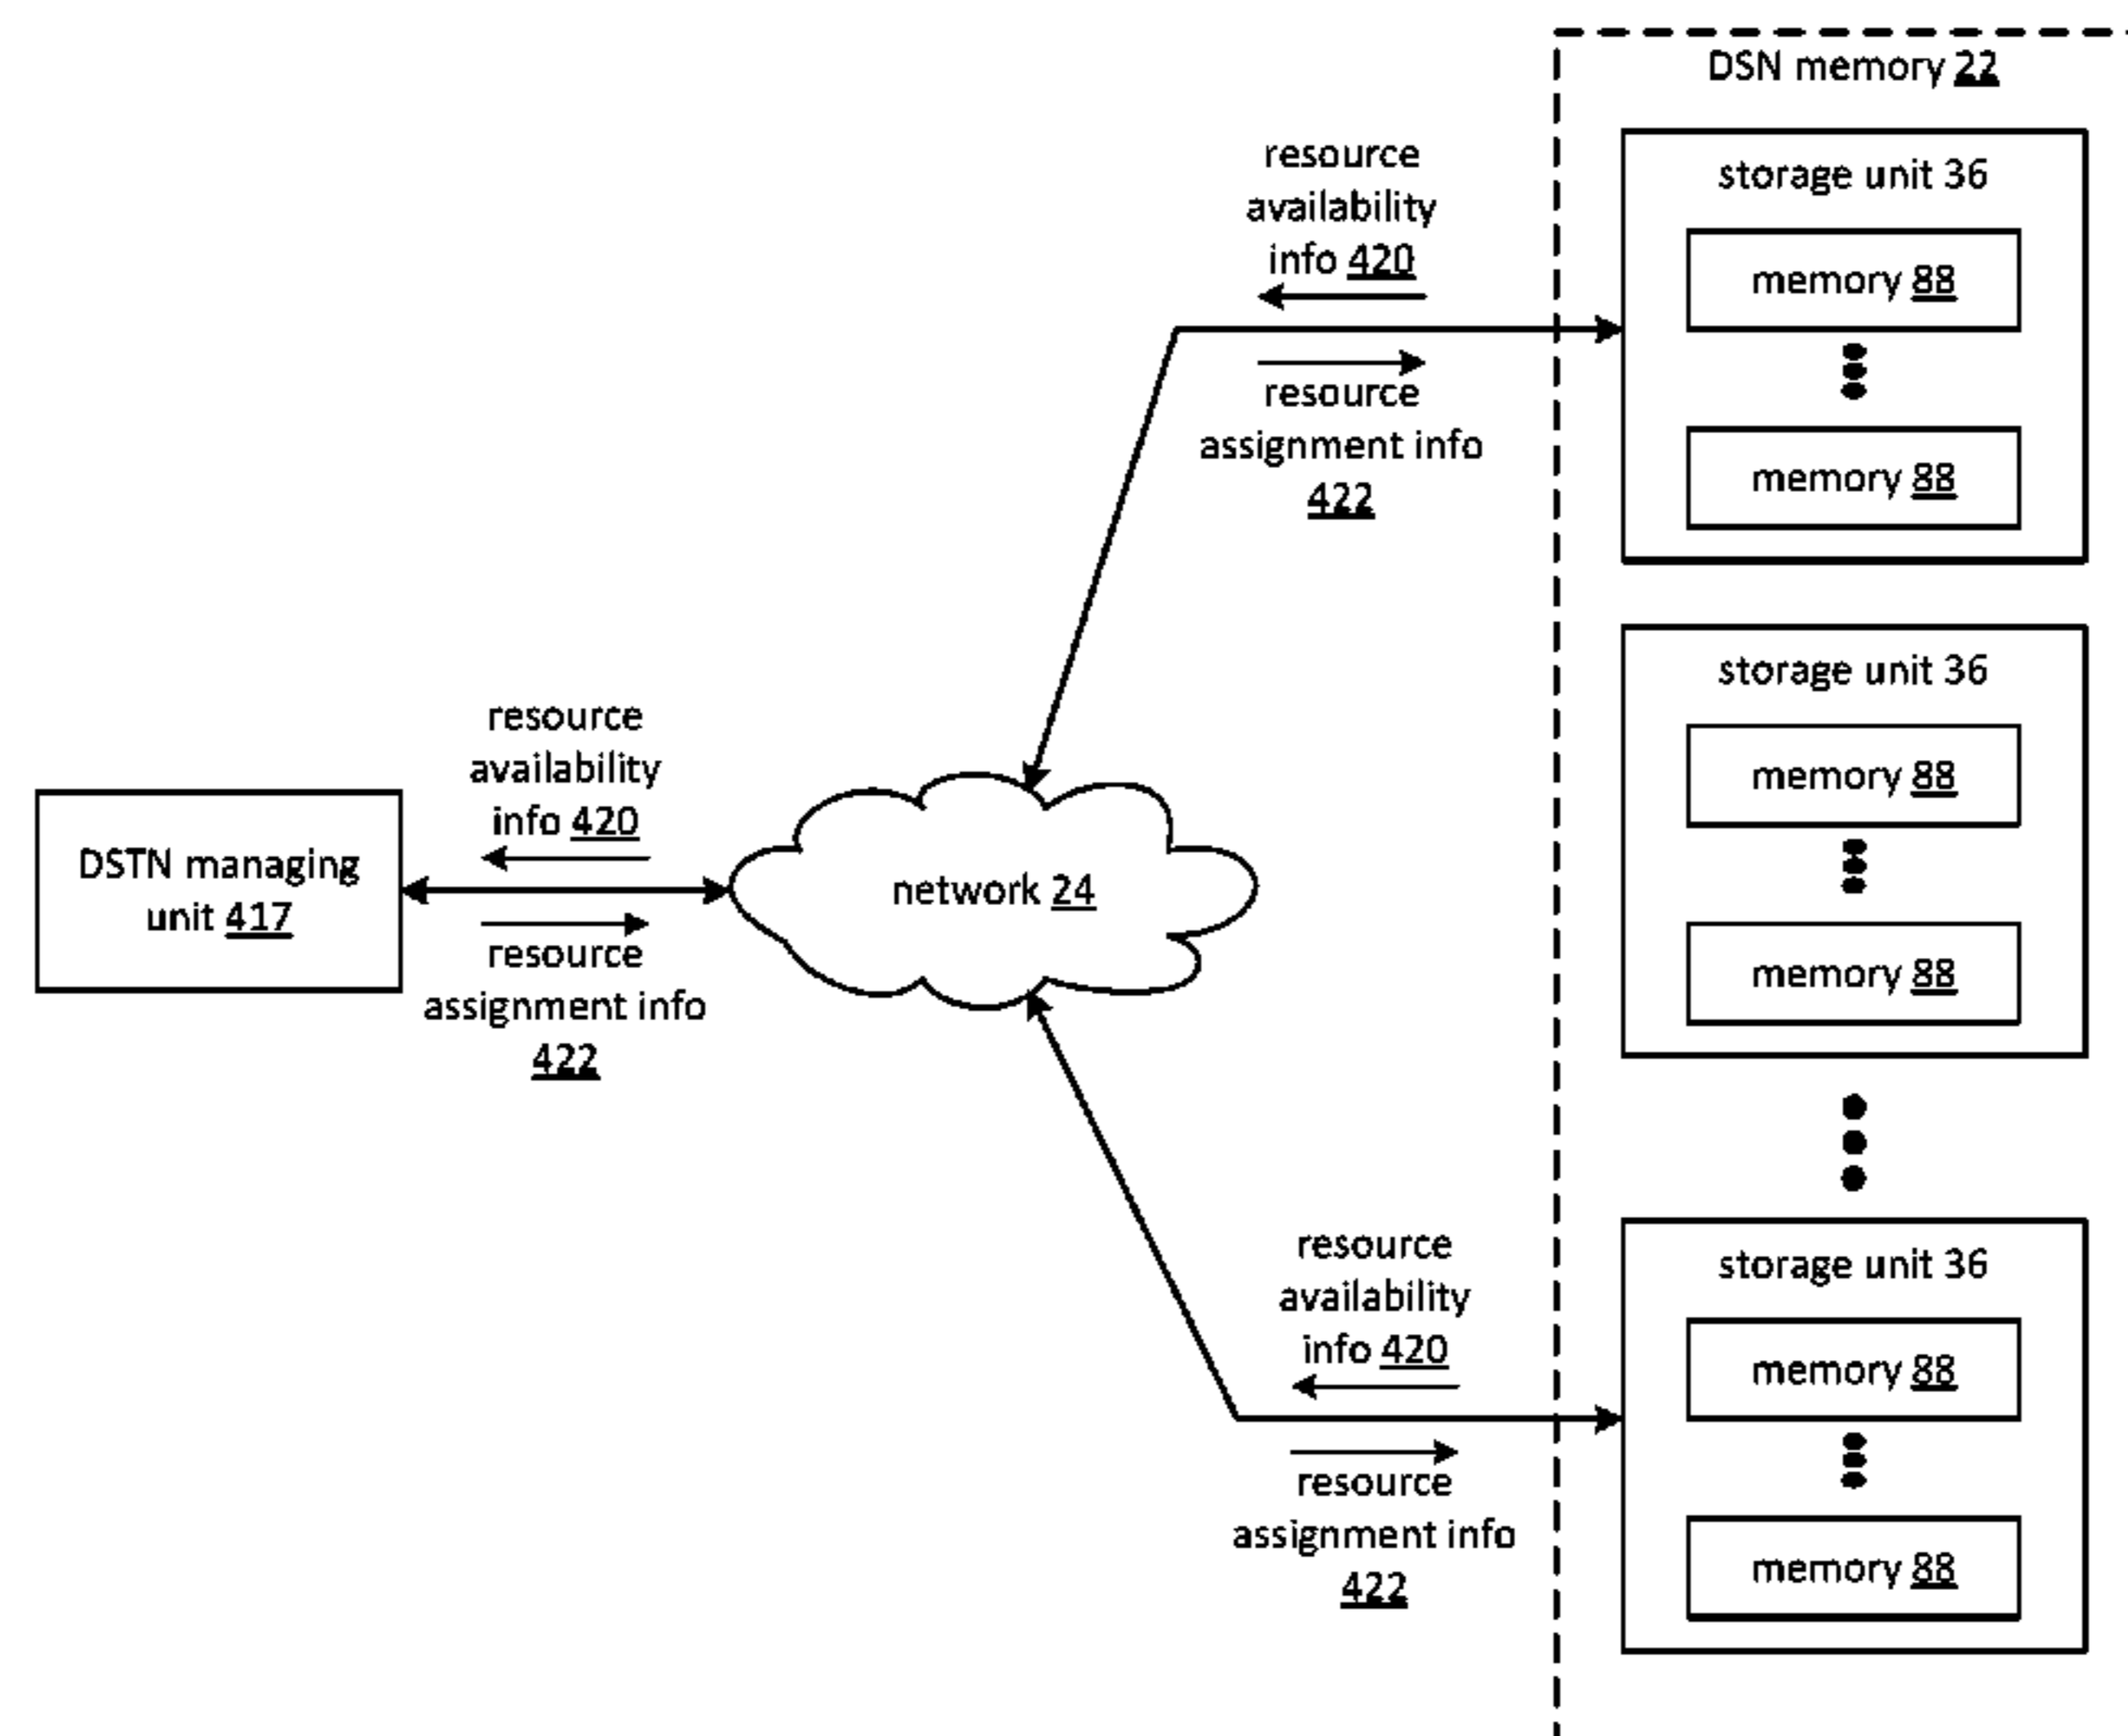 DSN memory 22
resource
availability
info 420
resource
assignment info
422
storage unit 36
memory 88
memory 88
storage unit 36
memory 88
memory 88
resource
availability
info 420
DSTN managing
unit 417
resource
assignment info
422
network 24
resource
availability
info 420
resource
assignment info
422
storage unit 36
memory 88
memory 88